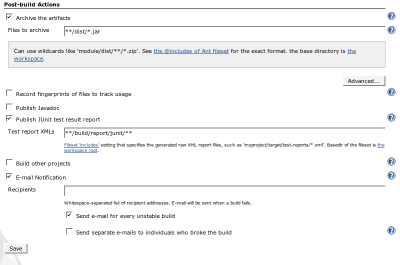 Post-build Actions
Archive the artifacts
Files to archive **/dist/*.jar
Can use wildcards like 'module/dist/**/*.zip'. See the @includes of Ant fileset for the exact format. the base directory is the
workspace.
Advanced...
Record fingerprints of files to track usage
Publish Javadoc
Publish JUnit test result report
Test report XMLs **/build/report/junit/**
Fileset 'includes' setting that specifies the generated raw XML report files, such as 'myproject/target/test-reports/*.xml'. Basedir of the fileset is the
workspace root.
Build other projects
E-mail Notification
Recipients
Whitespace-separated list of recipient addresses. E-mail will be sent when a build fails.
Send e-mail for every unstable build
Send separate e-mails to individuals who broke the build
Save